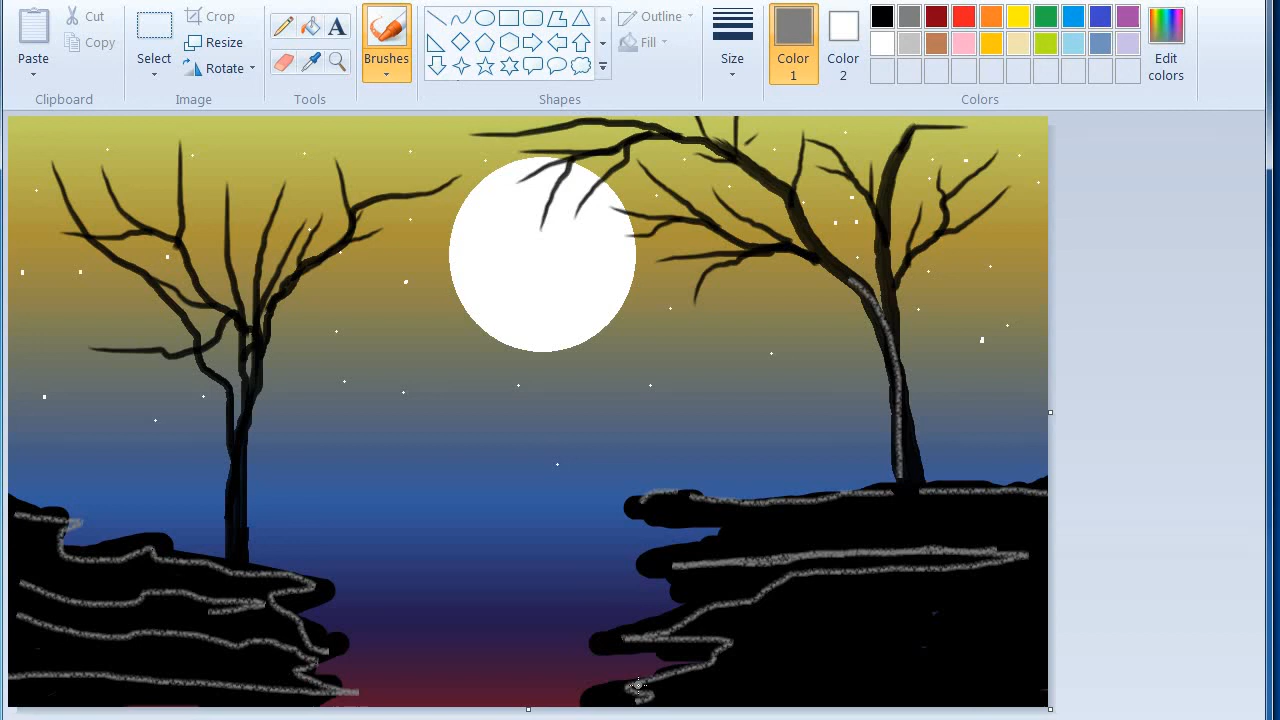 Cut
Crop
Copy
Resize
Paste
Select
Rotate
A
Brushes
Outline
Fill
Size
Color
1
Color
2
Edit
colors
Clipboard
Image
Tools
Shapes
Colors